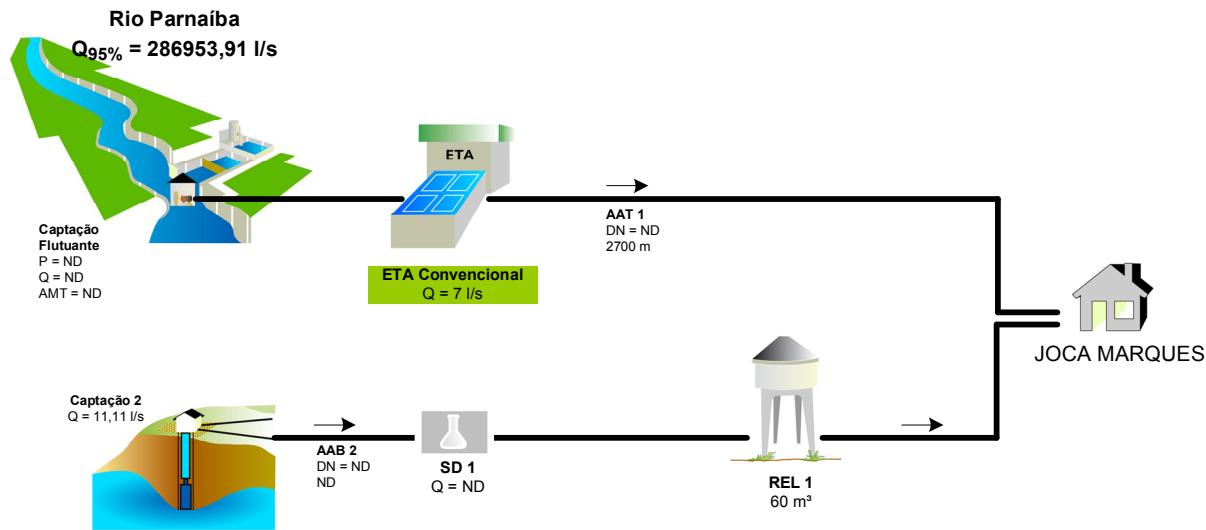 Rio Parnaíba
Q95% = 286953,91 l/s
ETA
Captação
Flutuante
P = ND
Q = ND
AMT = ND
ETA Convencional
Q = 7 l/s
AAT 1
DN = ND
2700 m
JOCA MARQUES
Captação 2
Q = 11,11 l/s
AAB 2
DN = ND
ND
SD 1
Q = ND
REL 1
60 m³